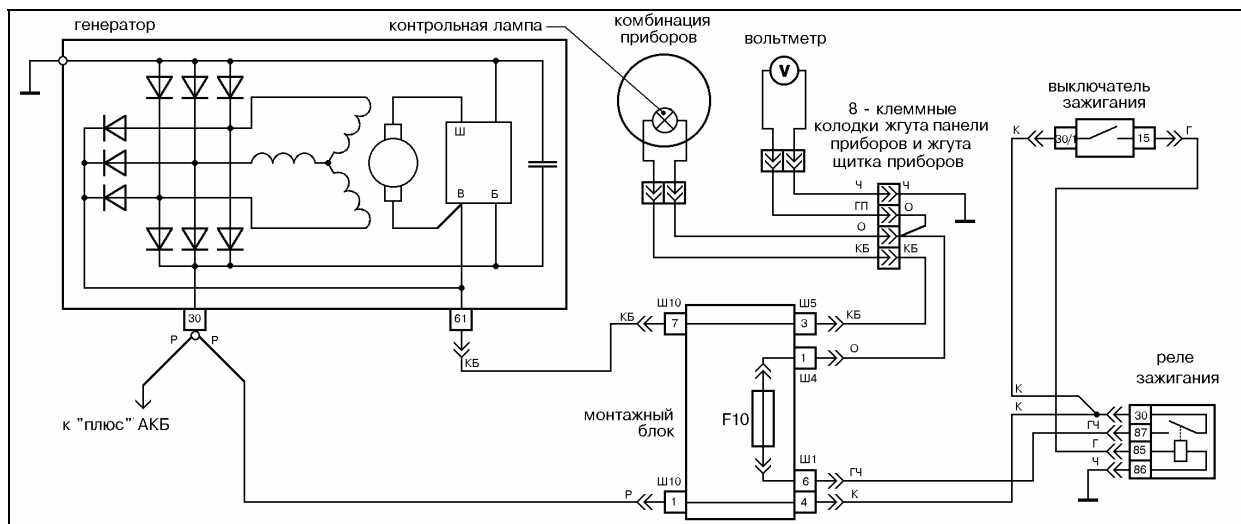 генератор
контрольная лампа
комбинация
приборов
вольтметр
V
8 - клеммные
колодки жгута панели
приборов и жгута
щитка приборов
выключатель
зажигания
К
30/1
15
Г
Ш
В
Б
Ч
Ч
ГП
О
О
КБ
КБ
30
61
Р
Р
КБ
к "плюс" АКБ
КБ
Ш10
7
Ш5
3
КБ
1
О
Ш4
монтажный
блок
F10
Ш1
6
ГЧ
Ш10
Р
1
4
К
реле
зажигания
К
К
30
ГЧ
87
Г
85
Ч
86